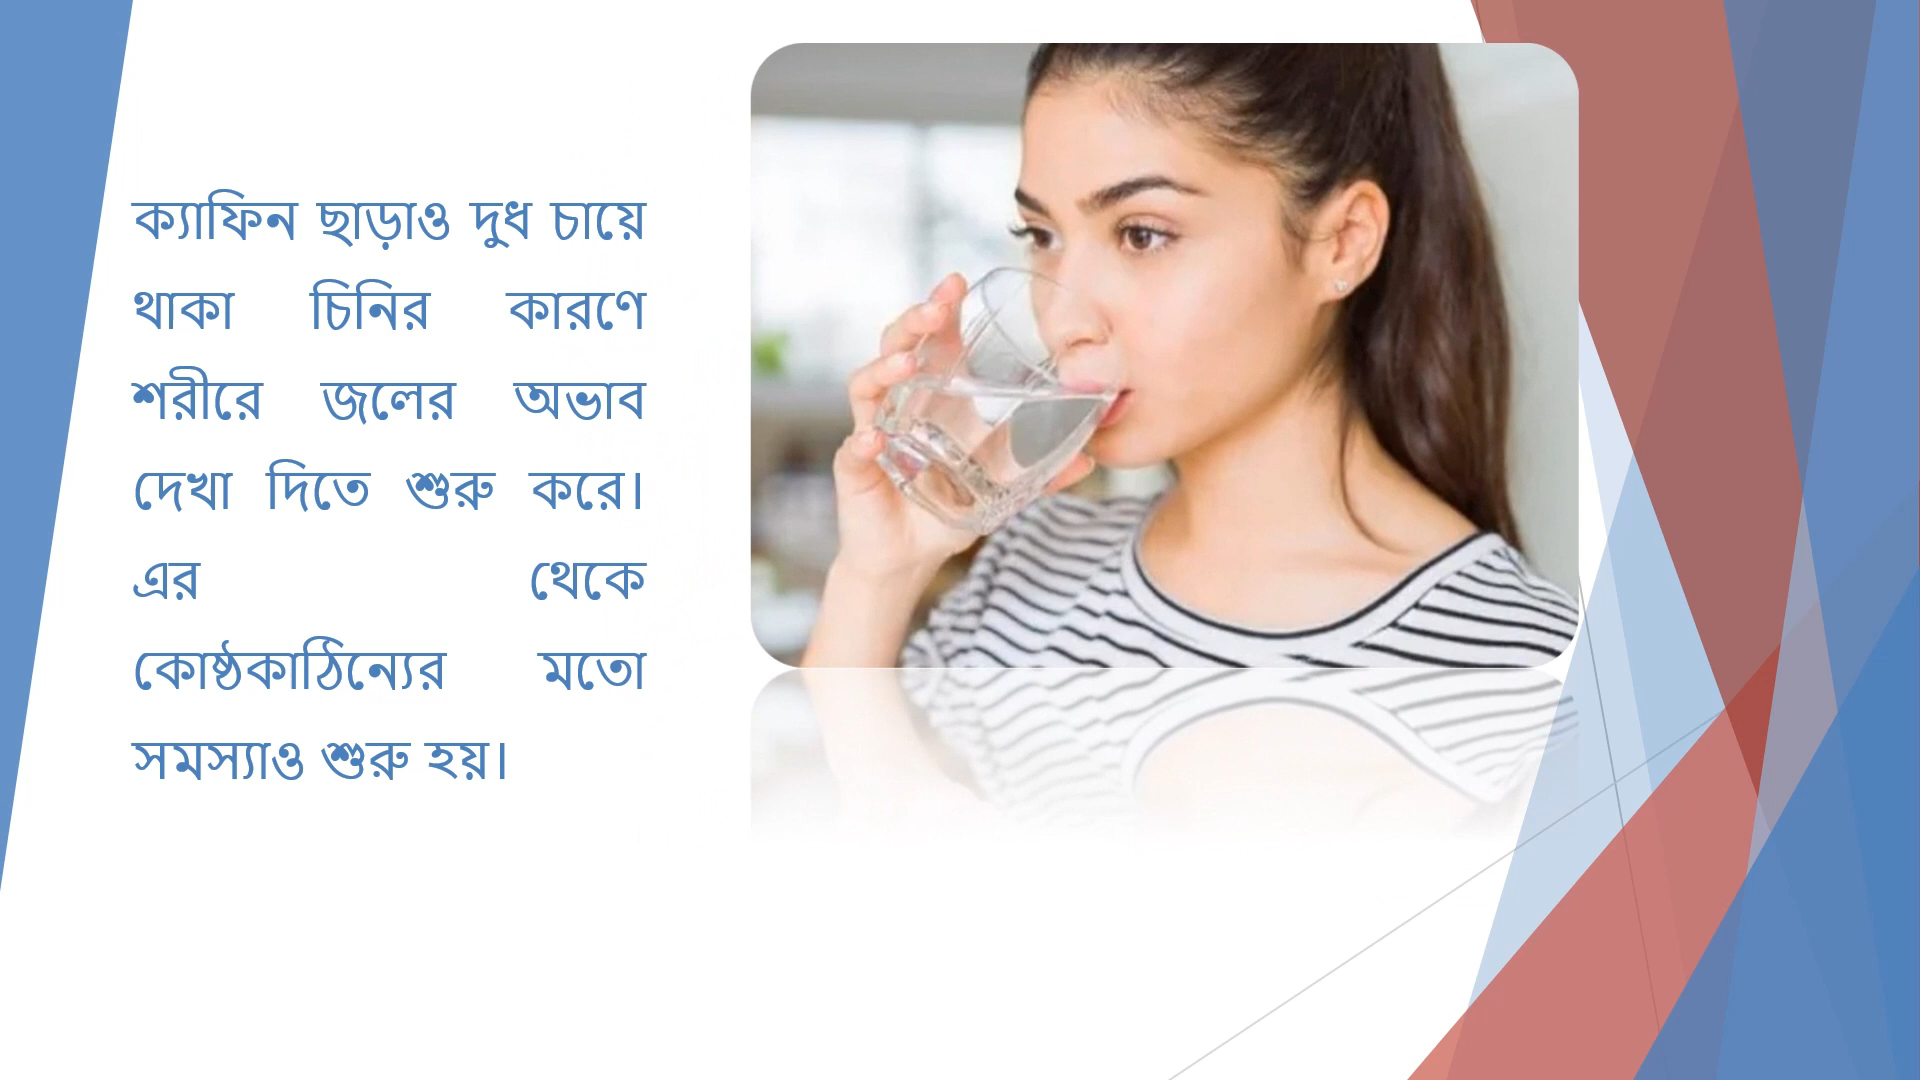 ক্যাফিন ছাড়াও দুধ চায়ে
থাকা চিনির কারণে
শরীরে জলের অভাব
দেখা দিতে শুরু করে।
এর থেকে
কোষ্ঠকাঠিন্যের মতো
সমস্যাও শুরু হয়।